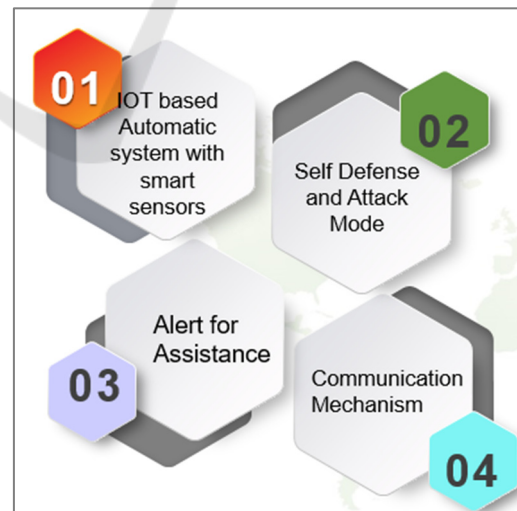 01
IOT based
Automatic
system with
smart
sensors
02
Self Defense
and Attack
Mode
03
Alert for
Assistance
Communication
Mechanism
04